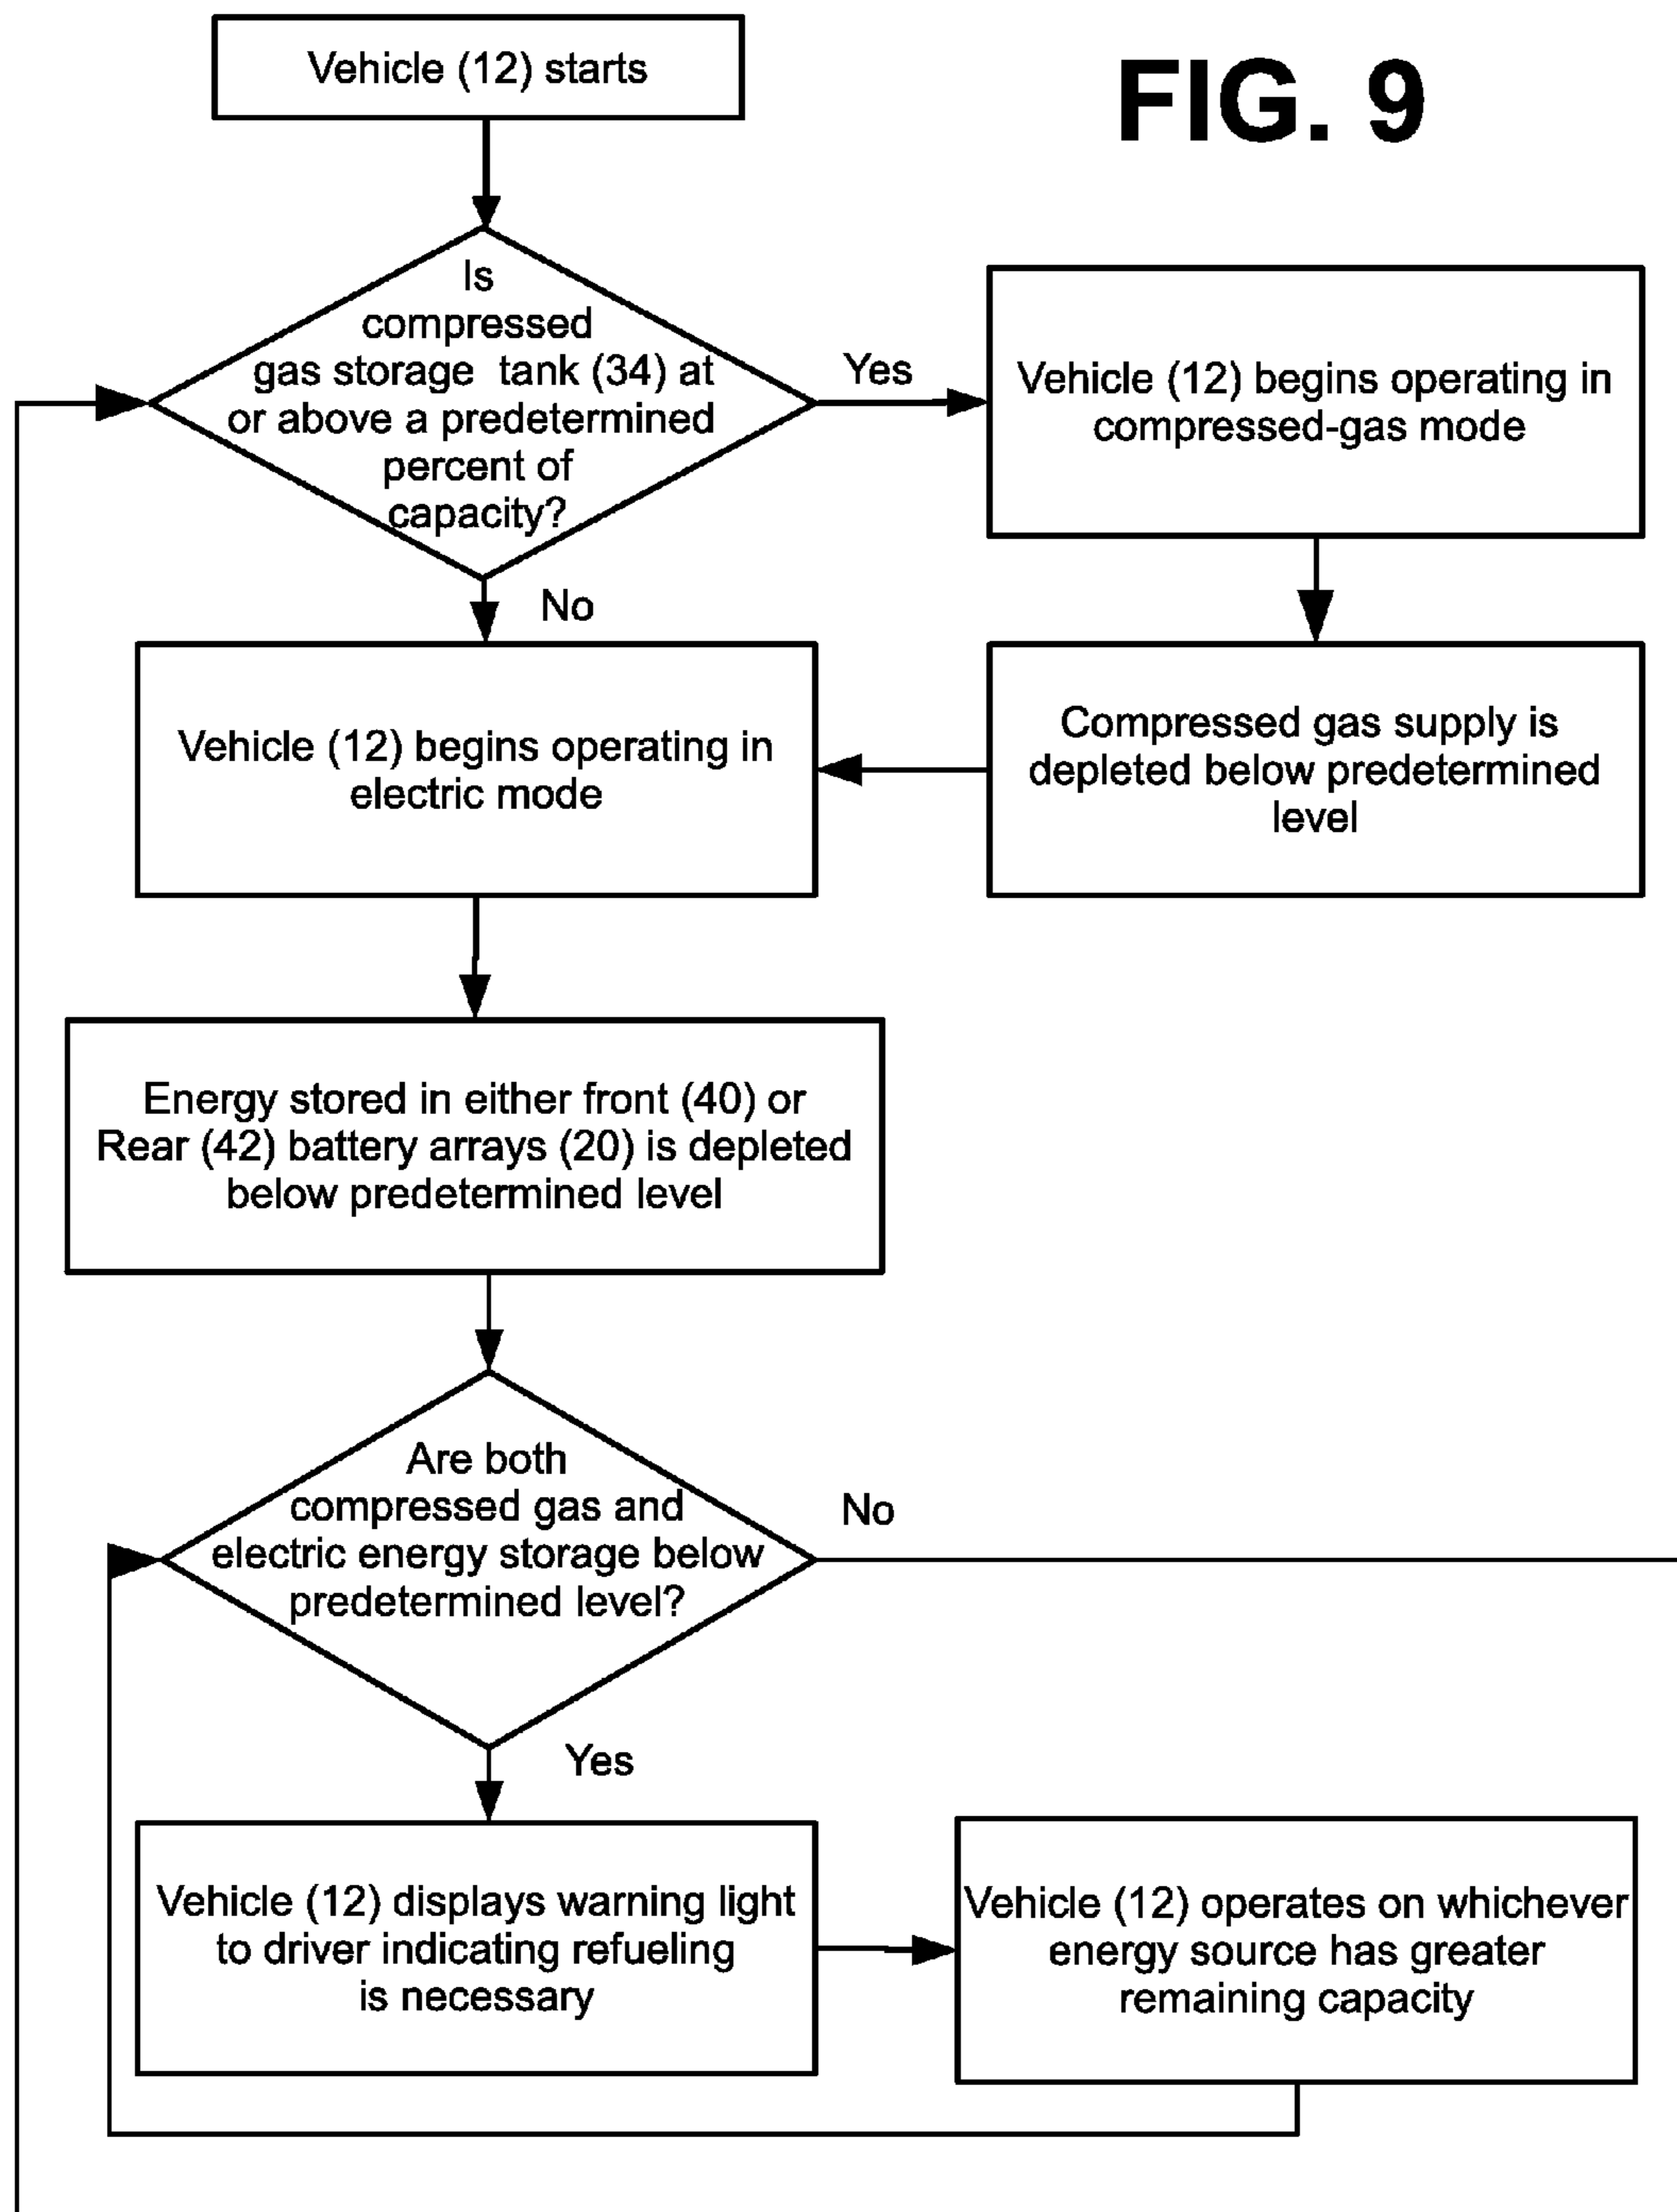 Vehicle (12) starts
FIG. 9
Is
compressed
gas storage tank (34) at
or above a predetermined
percent of
capacity?
Yes
Vehicle (12) begins operating in
compressed-gas mode
No
Vehicle (12) begins operating in
electric mode
Compressed gas supply is
depleted below predetermined
level
Energy stored in either front (40) or
Rear (42) battery arrays (20) is depleted
below predetermined level
Are both
compressed gas and
electric energy storage below
predetermined level?
No
Yes
Vehicle (12) displays warning light
to driver indicating refueling
is necessary
Vehicle (12) operates on whichever
energy source has greater
remaining capacity